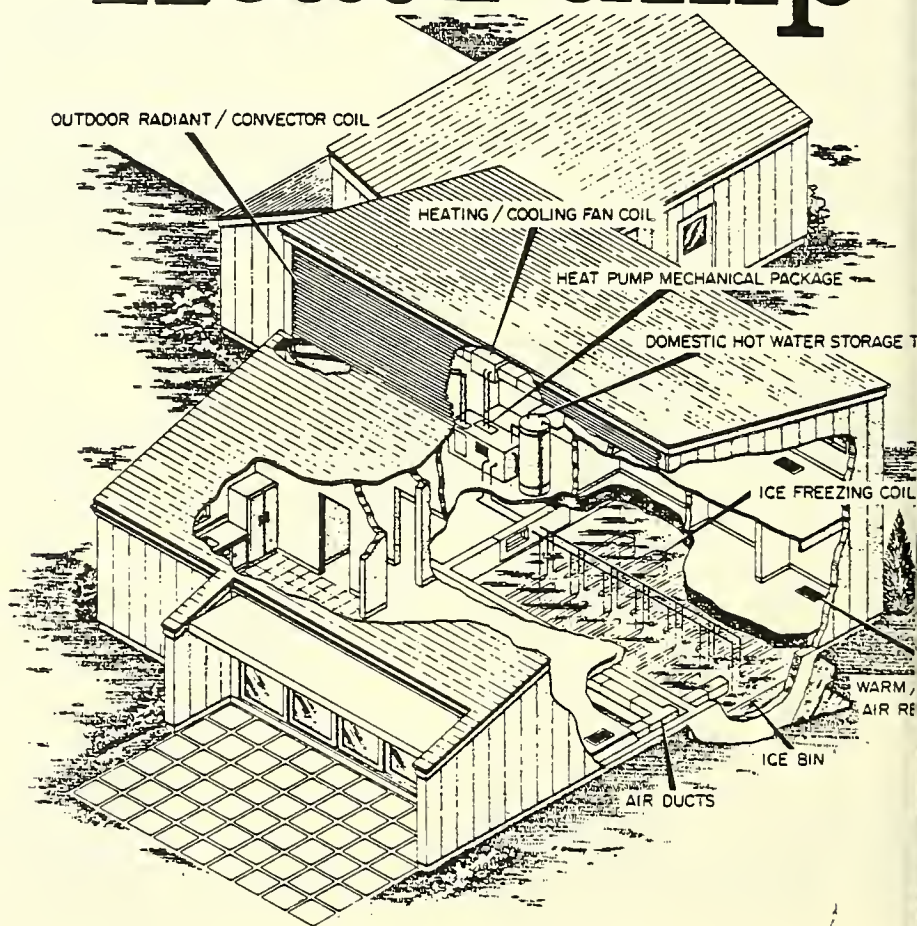 OUTDOOR RADIANT / CONVECTOR COIL
HEATING / COOLING FAN COIL
HEAT PUMP MECHANICAL PACKAGE
DOMESTIC HOT WATER STORAGE T
ICE FREEZING COIL
WARM /
AIR RE
ICE BIN
AIR DUCTS